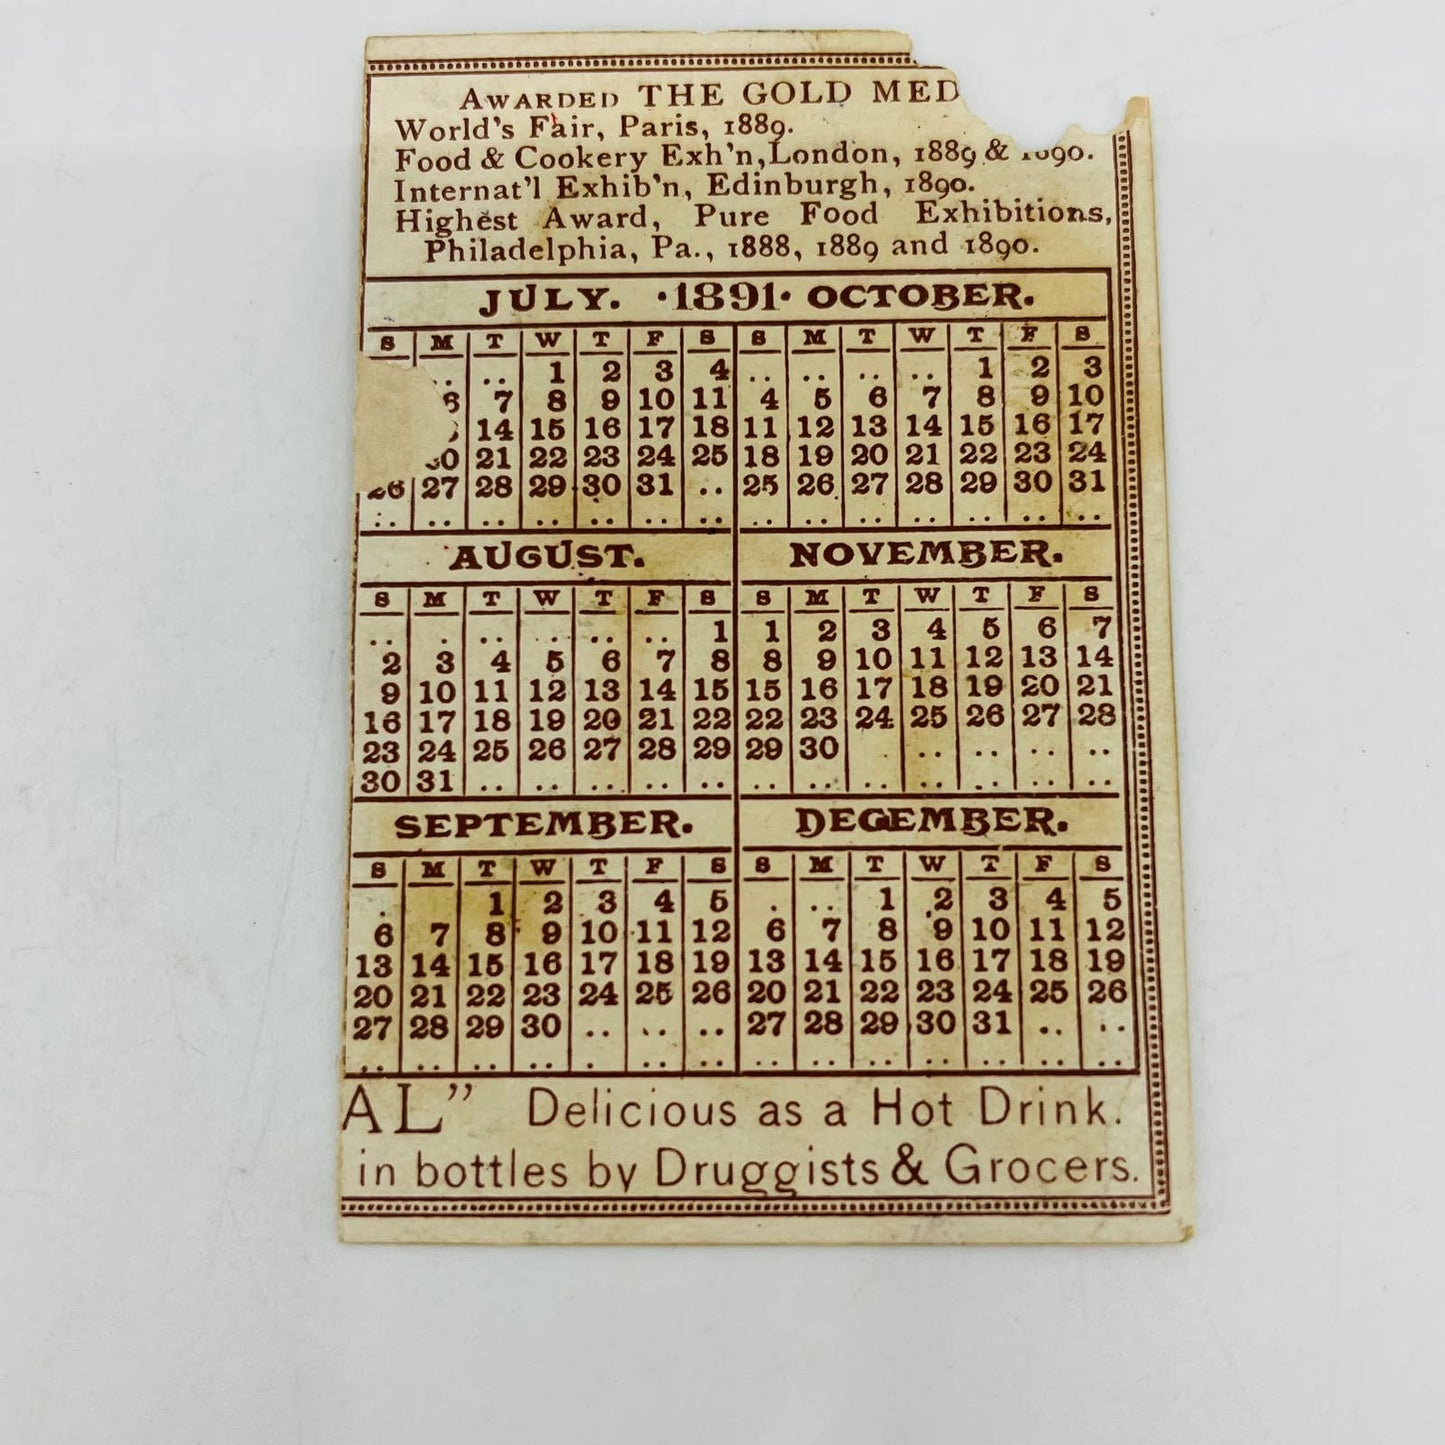 AWARDED THE GOLD MED
World's Fair, Paris, 1889.
Food & Cookery Exh'n, London, 1889 & 1890.
Internat'l Exhib'n, Edinburgh, 1890.
Highest Award, Pure Food Exhibitions,
Philadelphia, Pa., 1888, 1889 and 1890.
JULY. ·1891· OCTOBER.
S M T W T F S S M T W T F S
.. .. 1 2 3 4 .. .. .. .. 1 2 3
6 7 8 9 10 11 4 5 6 7 8 9 10
14 15 16 17 18 11 12 13 14 15 16 17
20 21 22 23 24 25 18 19 20 21 22 23 24
26 27 28 29 30 31 .. 25 26 27 28 29 30 31
.. .. .. .. .. .. .. .. .. .. .. .. .. ..
AUGUST. NOVEMBER.
S M T W T F S S M T W T F S
.. . .. .. .. .. 1 1 2 3 4 5 6 7
2 3 4 5 6 7 8 8 9 10 11 12 13 14
9 10 11 12 13 14 15 15 16 17 18 19 20 21
16 17 18 19 20 21 22 22 23 24 25 26 27 28
23 24 25 26 27 28 29 29 30 .. .. .. ..
30 31 .. .. .. .. .. .. .. .. .. .. .. ..
SEPTEMBER. DECEMBER.
S M T W T F S S M T W T F S
. 1 2 3 4 5 . .. 1 2 3 4 5
6 7 8 9 10 11 12 6 7 8 9 10 11 12
13 14 15 16 17 18 19 13 14 15 16 17 18 19
20 21 22 23 24 25 26 20 21 22 23 24 25 26
27 28 29 30 .. .. .. 27 28 29 30 31 .. ..
.. .. .. .. . .. .. .. .. .. .. .. .. ..
AL" Delicious as a Hot Drink.
in bottles by Druggists & Grocers.